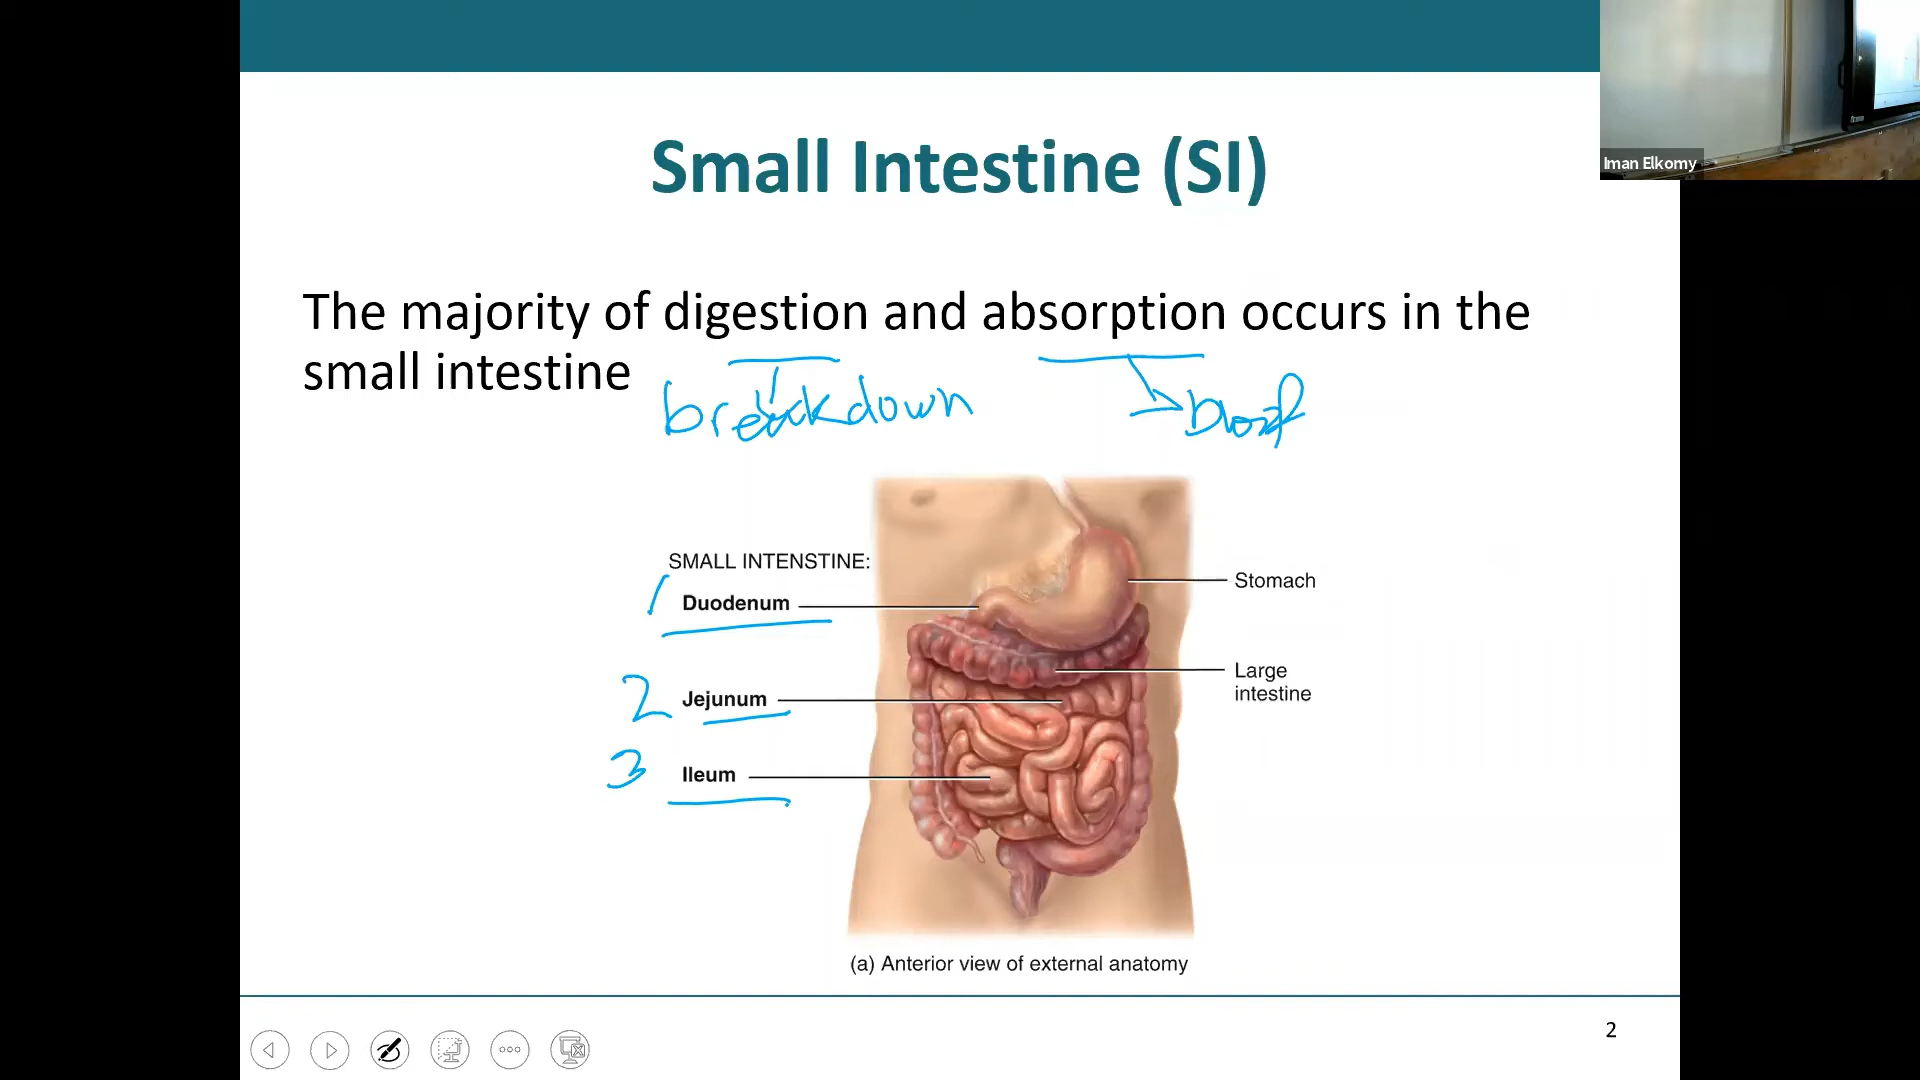 Small Intestine (SI)
Iman Elkomy
The majority of digestion and absorption occurs in the
small intestine
breakdown
SMALL INTENSTINE:
1 Duodenum
2 Jejunum
3 Ileum
Stomach
Large
intestine
(a) Anterior view of external anatomy
2